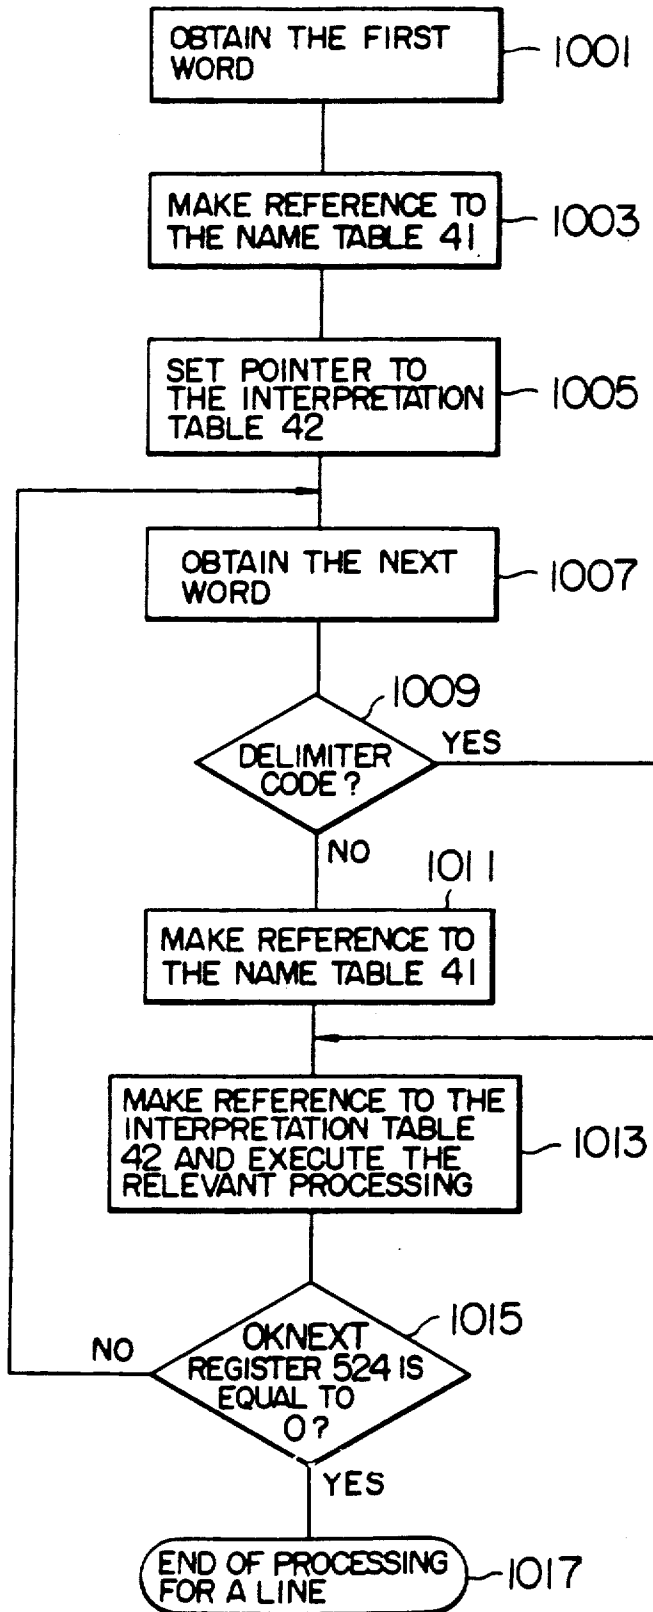 OBTAIN THE FIRST
WORD
1001
MAKE REFERENCE TO
THE NAME TABLE 41
1003
SET POINTER TO
THE INTERPRETATION
TABLE 42
1005
OBTAIN THE NEXT
WORD
1007
1009
DELIMITER
CODE?
YES
NO
1011
MAKE REFERENCE TO
THE NAME TABLE 41
MAKE REFERENCE TO THE
INTERPRETATION TABLE
42 AND EXECUTE THE
RELEVANT PROCESSING
1013
1015
NO
OKNEXT
REGISTER 524 IS
EQUAL TO
0?
YES
END OF PROCESSING
FOR A LINE
1017